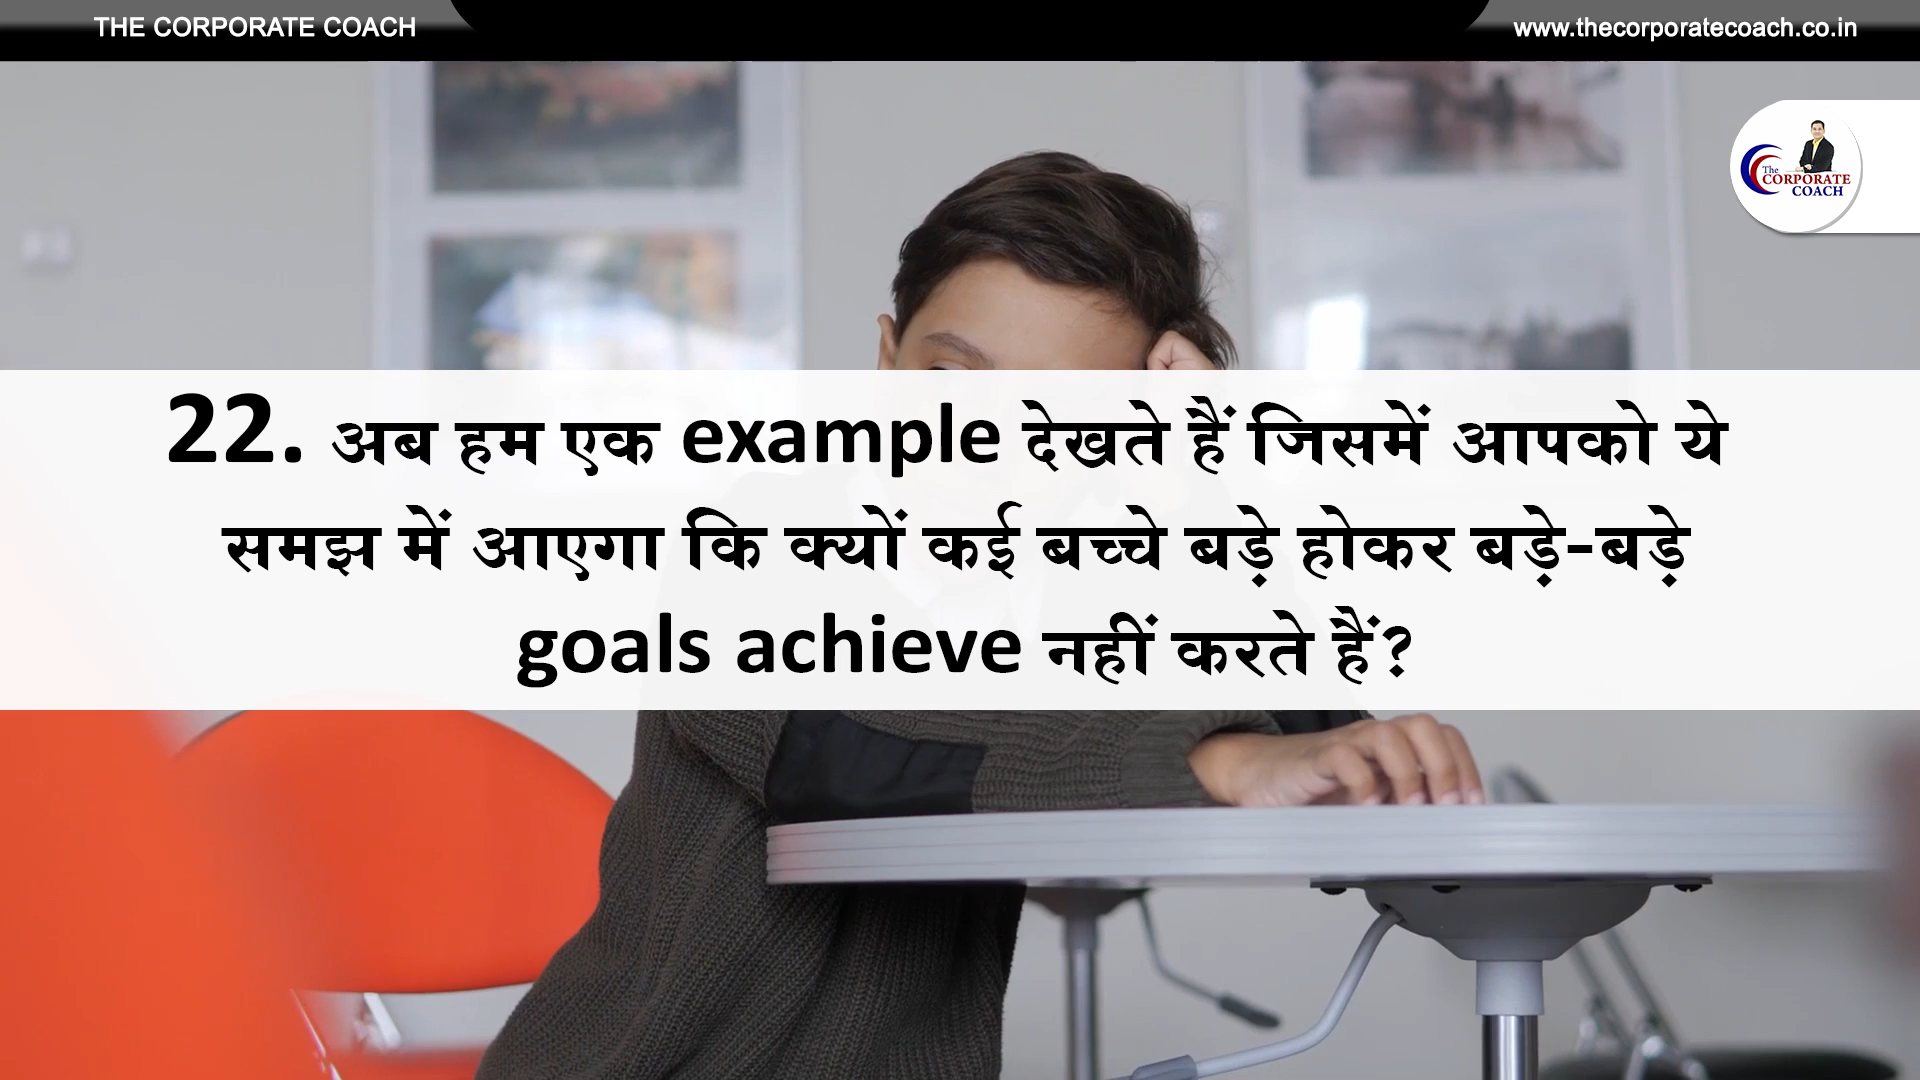 THE CORPORATE COACH
www.thecorporatecoach.co.in
The
CORPORATE
COACH
22. अब हम एक example देखते हैं जिसमें आपको ये
समझ में आएगा कि क्यों कई बच्चे बड़े होकर बड़े-बड़े
goals achieve नहीं करते हैं?